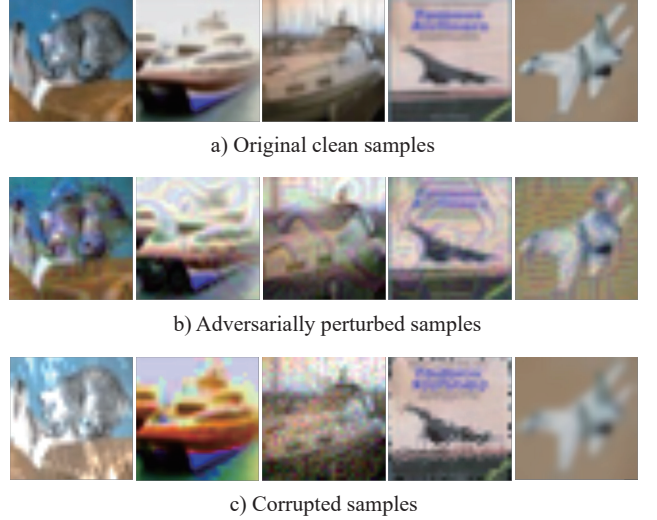 a) Original clean samples
b) Adversarially perturbed samples
c) Corrupted samples